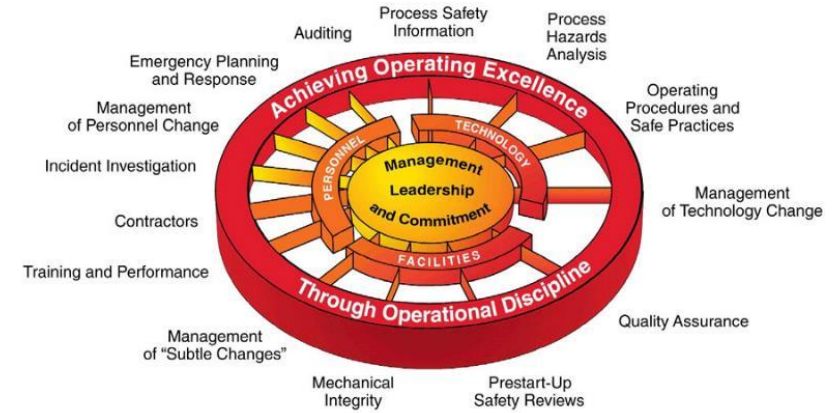 Process Safety
Information
Process
Hazards
Analysis
Operating
Procedures and
Safe Practices
Management
of Technology Change
Quality Assurance
Prestart-Up
Safety Reviews
Mechanical
Integrity
Management
of “Subtle Changes”
Training and Performance
Contractors
Incident Investigation
Management
of Personnel Change
Emergency Planning
and Response
Auditing
Achieving Operating Excellence
Through Operational Discipline
PERSONNEL
TECHNOLOGY
FACILITIES
Management
Leadership
and Commitment